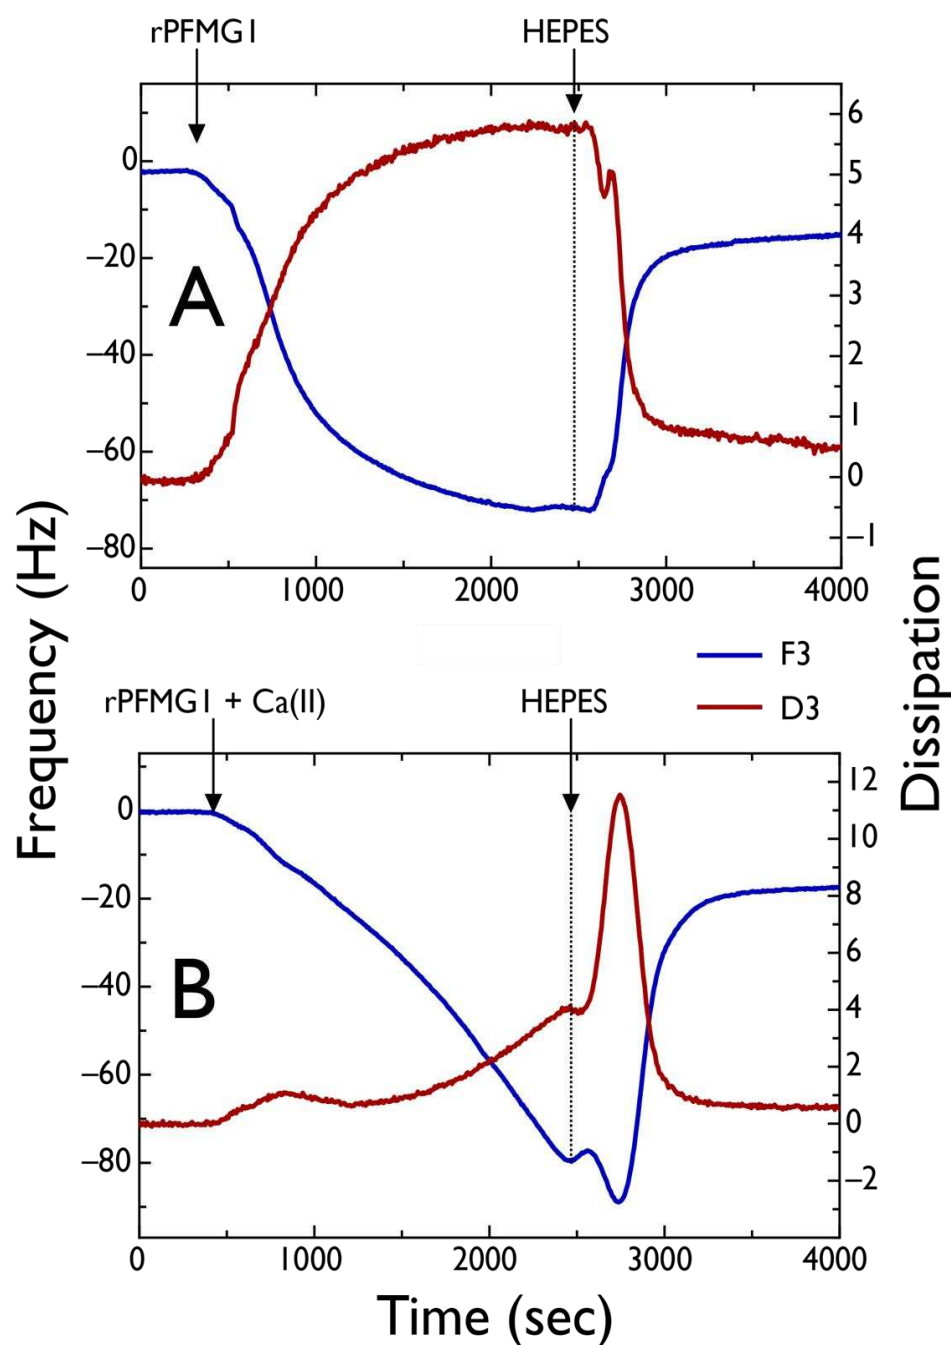 rPFMG1 HEPES
0
−20
−40
−60
−80
6
5
4
3
2
1
0
−1
A
0 1000 2000 3000 4000
F3
D3
rPFMG1 + Ca(II) HEPES
0
−20
−40
−60
−80
12
10
8
6
4
2
0
−2
B
0 1000 2000 3000 4000
Frequency (Hz)
Dissipation
Time (sec)